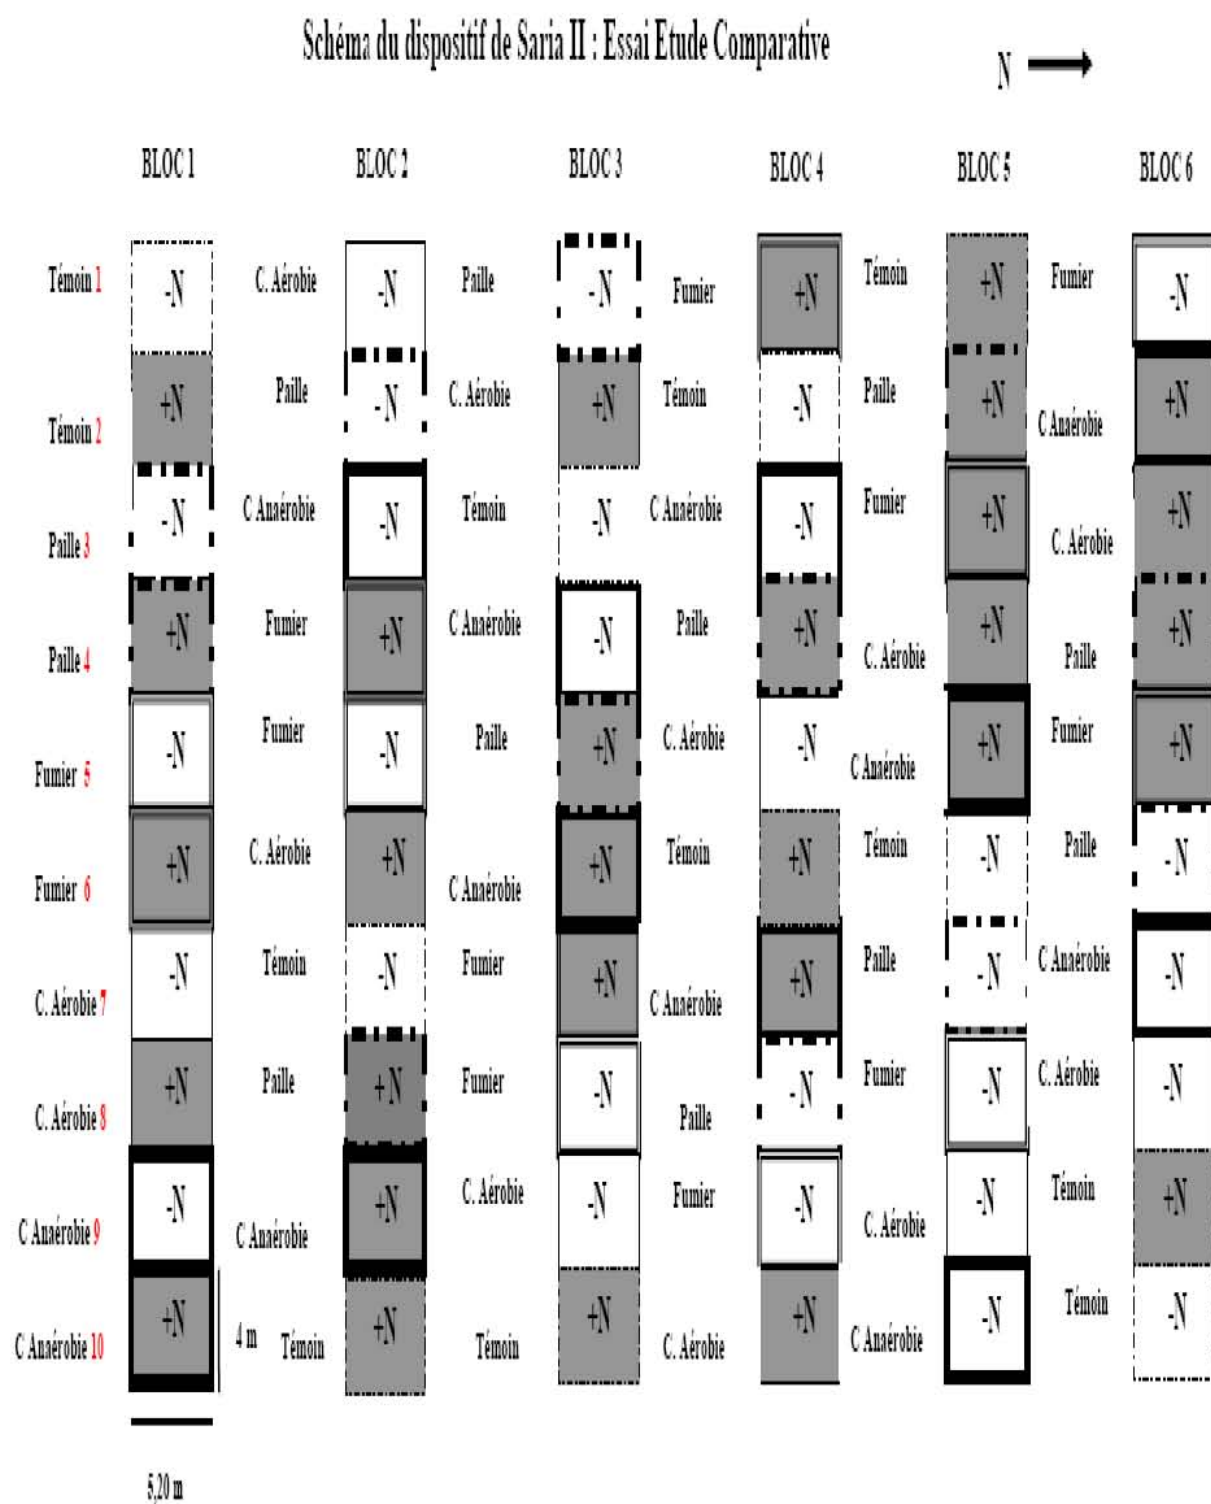 Schéma du dispositif de Saria II : Essai Etude Comparative
N
BLOC 1 BLOC 2 BLOC 3 BLOC 4 BLOC 5 BLOC 6
Témoin 1 -N C. Aérobie -N Paille -N Fumier +N Témoin +N Fumier -N
Témoin 2 +N Paille -N C. Aérobie +N Témoin -N Paille +N C Anaérobie +N
Paille 3 -N C Anaérobie -N Témoin -N C Anaérobie -N Fumier +N C. Aérobie +N
Paille 4 +N Fumier +N C Anaérobie -N Paille +N C. Aérobie +N Paille +N
Fumier 5 -N Fumier -N Paille +N C. Aérobie -N C Anaérobie +N Fumier +N
Fumier 6 +N C. Aérobie +N C Anaérobie +N Témoin +N Témoin -N Paille -N
C. Aérobie 7 -N Témoin -N Fumier +N C Anaérobie +N Paille -N C Anaérobie -N
C. Aérobie 8 +N Paille +N Fumier -N Paille -N Fumier -N C. Aérobie -N
C Anaérobie 9 -N C Anaérobie +N C. Aérobie -N Fumier -N C. Aérobie -N Témoin +N
C Anaérobie 10 +N 4 m Témoin +N Témoin +N C. Aérobie +N C Anaérobie -N Témoin -N
5,20 m